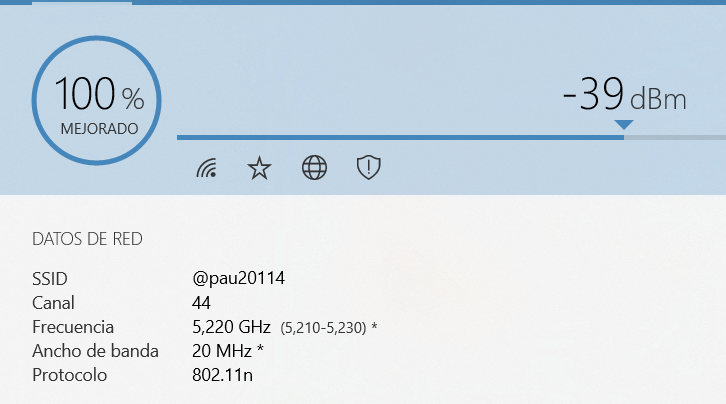 100 %
MEJORADO
-39 dBm
DATOS DE RED
SSID @pau20114
Canal 44
Frecuencia 5,220 GHz (5,210-5,230) *
Ancho de banda 20 MHz *
Protocolo 802.11n